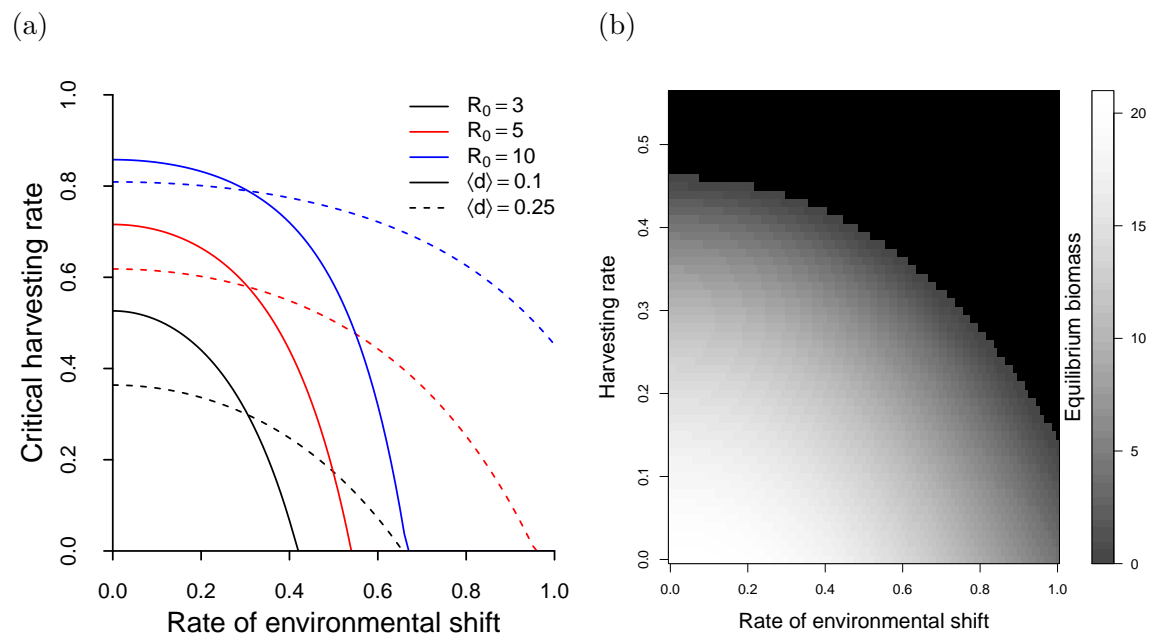 (a)
Critical harvesting rate
1.0
0.8
0.6
0.4
0.2
0.0
R₀ = 3
R₀ = 5
R₀ = 10
⟨d⟩ = 0.1
⟨d⟩ = 0.25
0.0 0.2 0.4 0.6 0.8 1.0
Rate of environmental shift
(b)
Harvesting rate
0.5
0.4
0.3
0.2
0.1
0.0
0.0 0.2 0.4 0.6 0.8 1.0
Rate of environmental shift
Equilibrium biomass
20
15
10
5
0